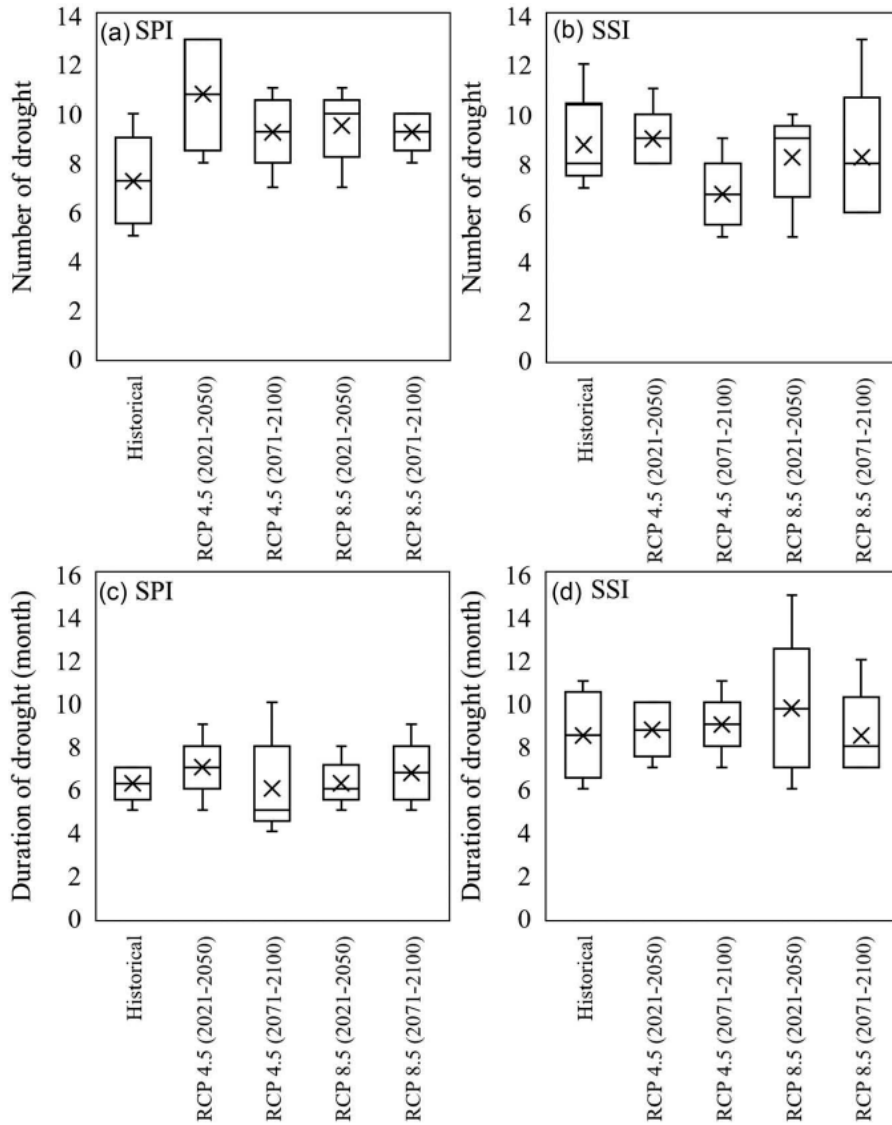 (a) SPI
Number of drought
14
12
10
8
6
4
2
0
Historical
RCP 4.5 (2021-2050)
RCP 4.5 (2071-2100)
RCP 8.5 (2021-2050)
RCP 8.5 (2071-2100)
(b) SSI
Number of drought
14
12
10
8
6
4
2
0
Historical
RCP 4.5 (2021-2050)
RCP 4.5 (2071-2100)
RCP 8.5 (2021-2050)
RCP 8.5 (2071-2100)
(c) SPI
Duration of drought (month)
16
14
12
10
8
6
4
2
0
Historical
RCP 4.5 (2021-2050)
RCP 4.5 (2071-2100)
RCP 8.5 (2021-2050)
RCP 8.5 (2071-2100)
(d) SSI
Duration of drought (month)
16
14
12
10
8
6
4
2
0
Historical
RCP 4.5 (2021-2050)
RCP 4.5 (2071-2100)
RCP 8.5 (2021-2050)
RCP 8.5 (2071-2100)